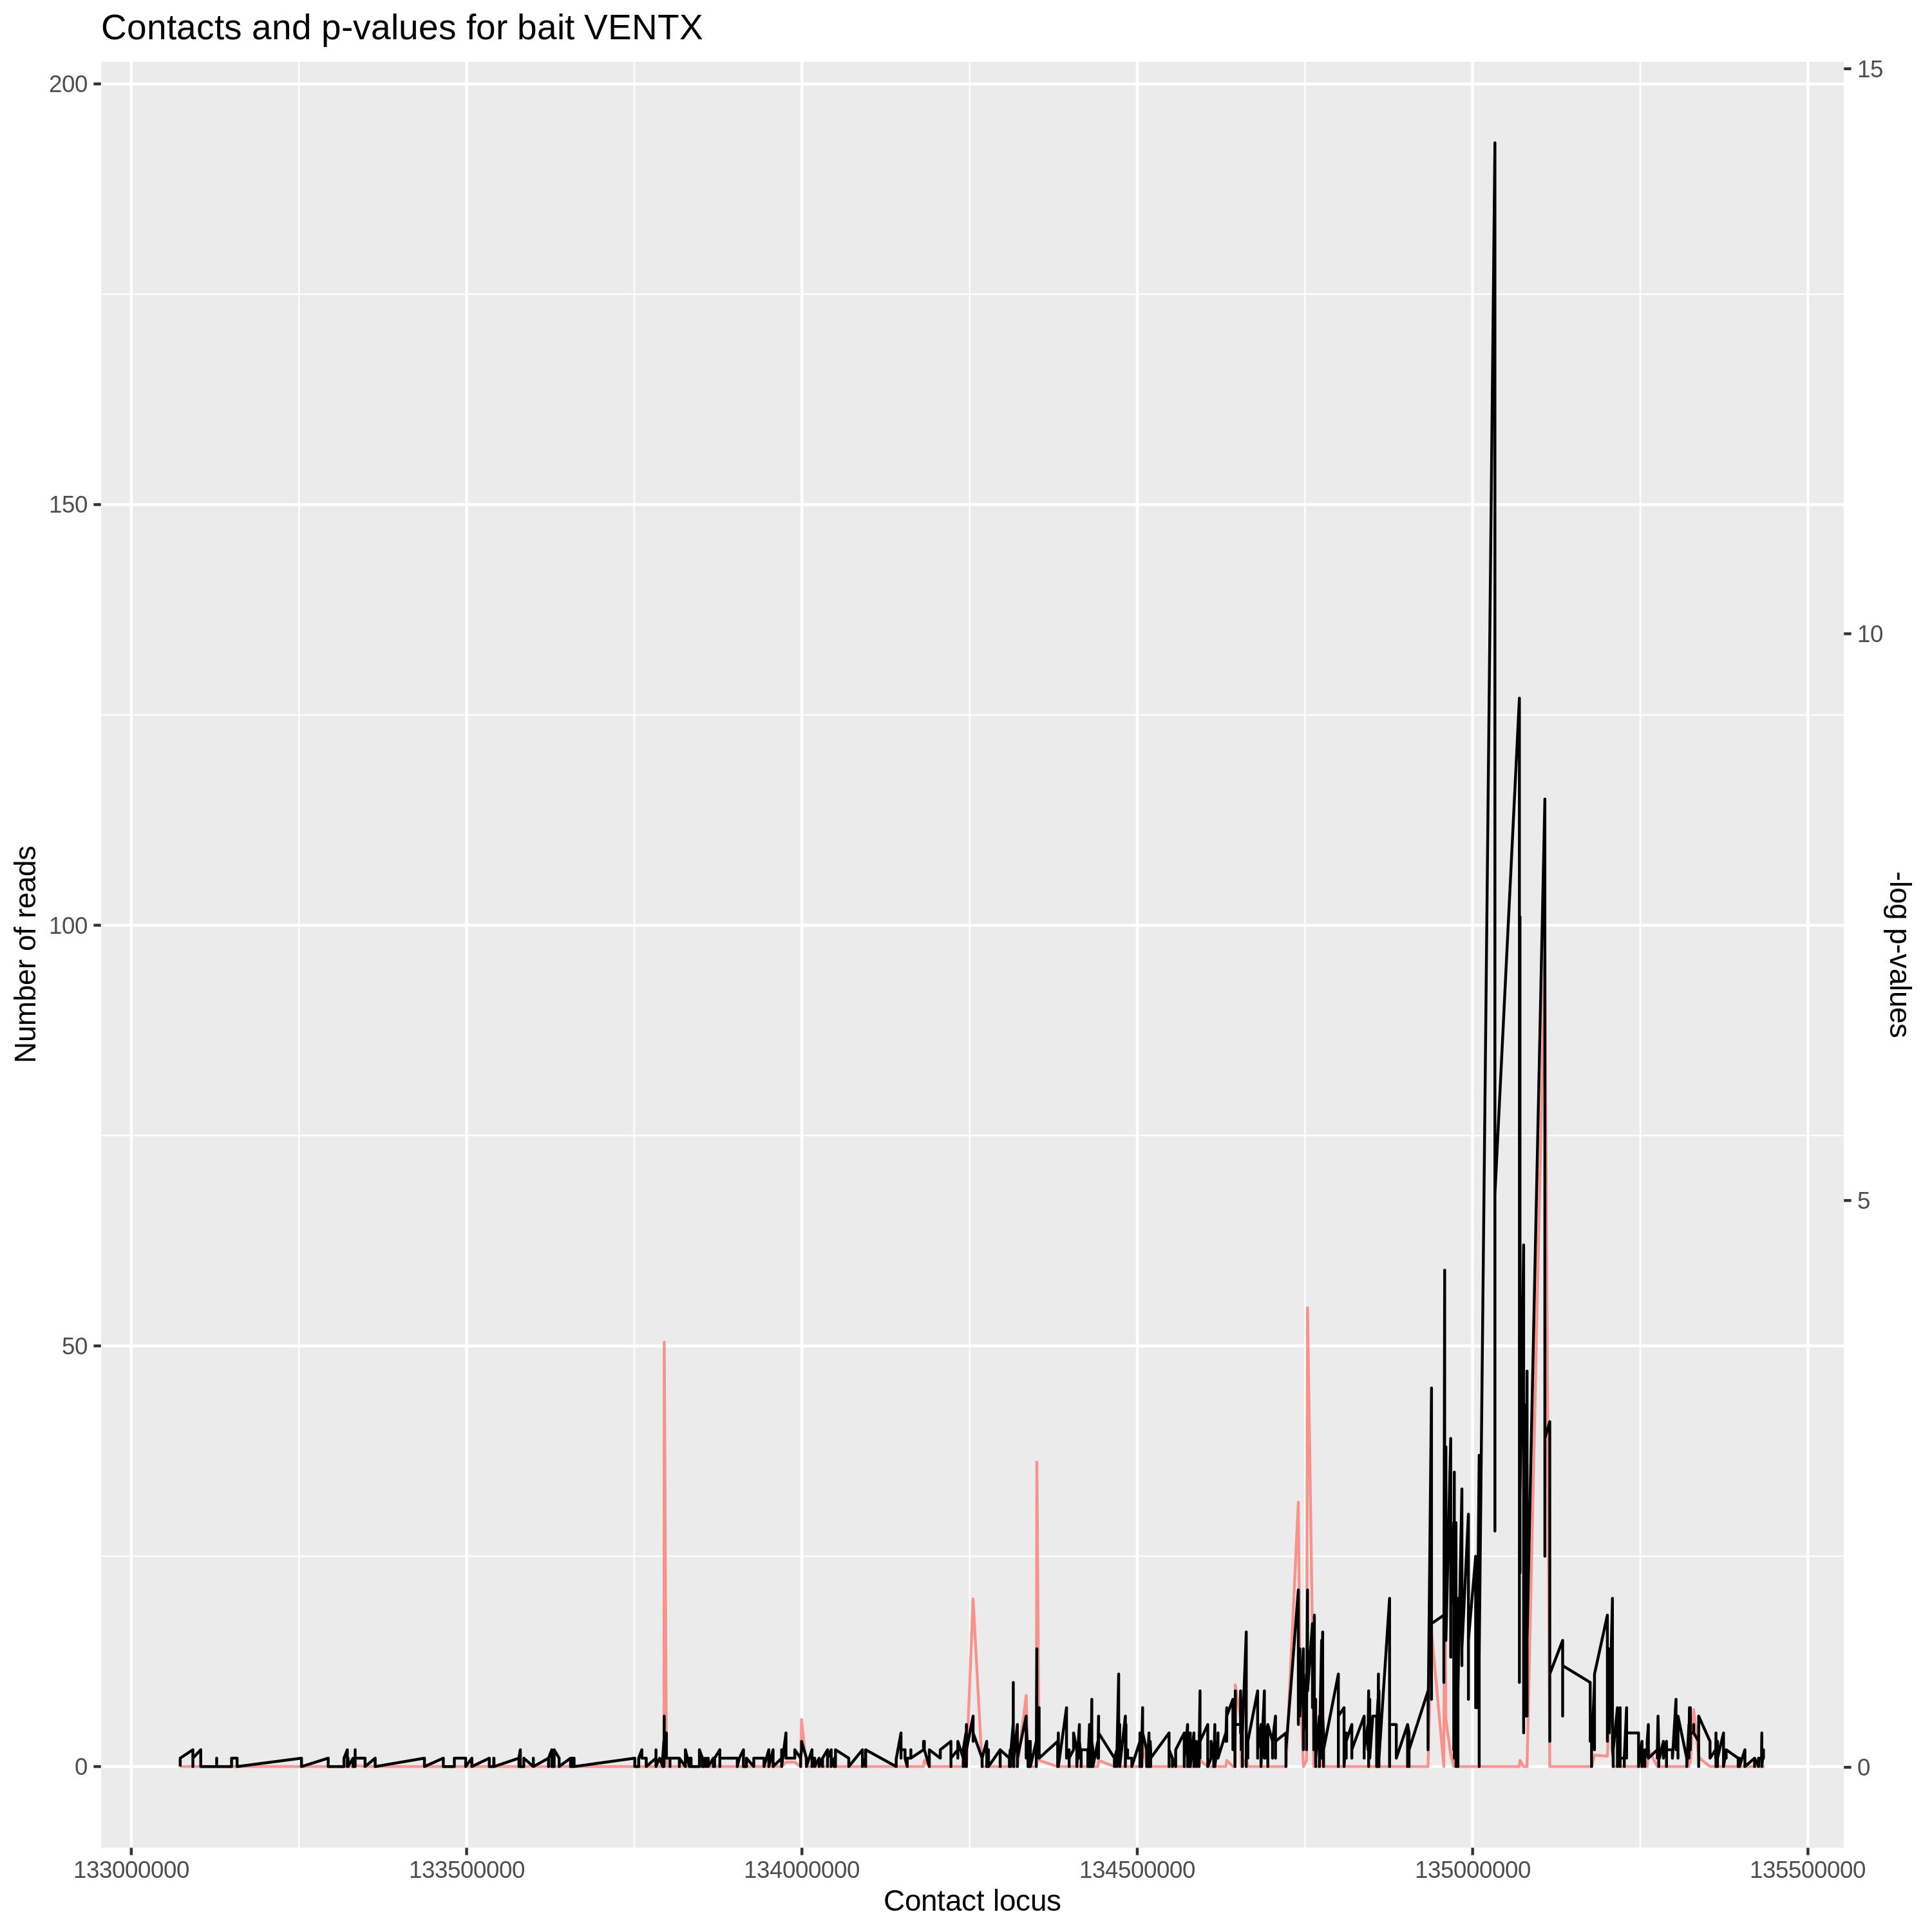 Contacts and p-values for bait VENTX
200
150
100
50
0
Number of reads
15
10
5
0
-log p-values
133000000 133500000 134000000 134500000 135000000 135500000
Contact locus